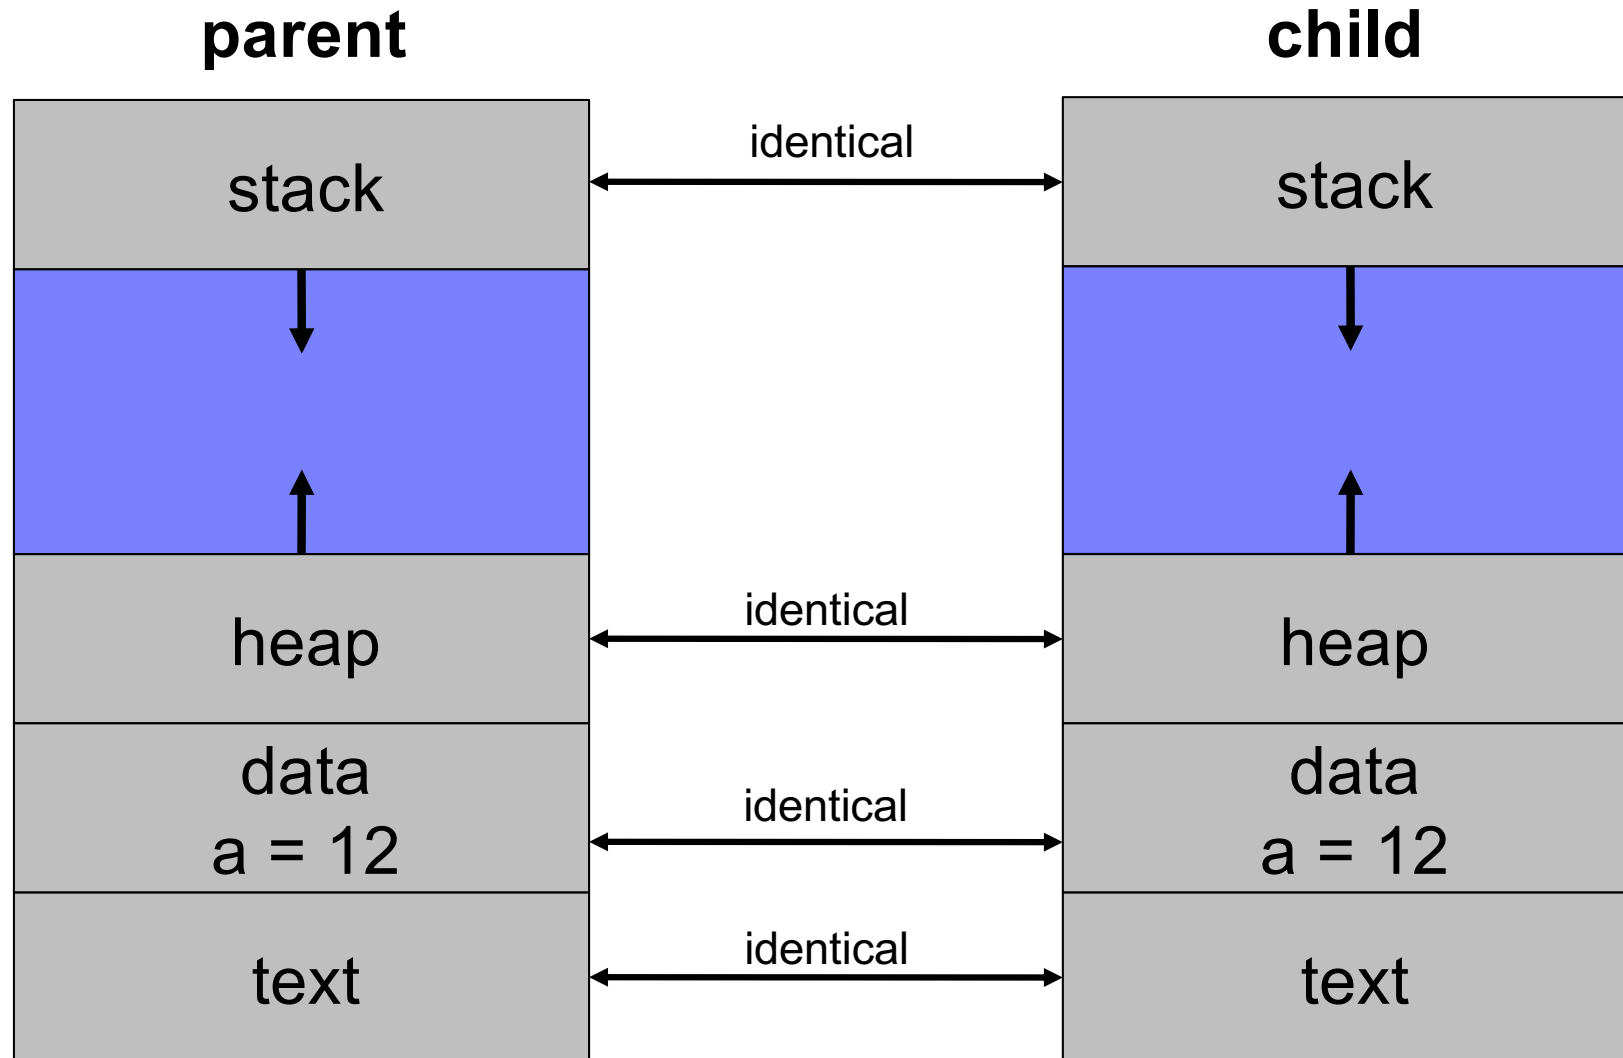 parent
child
stack
identical
stack
heap
identical
heap
data
a = 12
identical
data
a = 12
text
identical
text